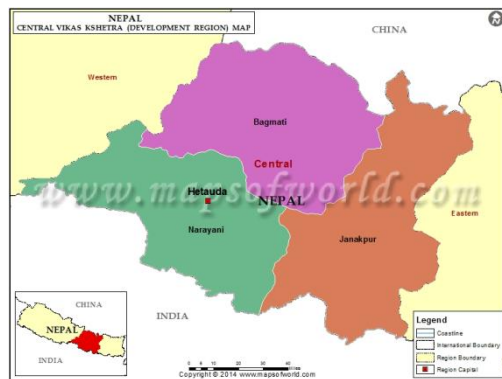 NEPAL
CENTRAL VIKAS KSHETRA (DEVELOPMENT REGION) MAP
CHINA
Western
Bagmati
Central
www.mapsofworld.com
Hetauda
NEPAL
Narayani
Janakpur
Eastern
INDIA
CHINA
NEPAL
INDIA
Legend
Coastline
International Boundary
Region Boundary
Region Capital
Copyright © 2014 www.mapsofworld.com